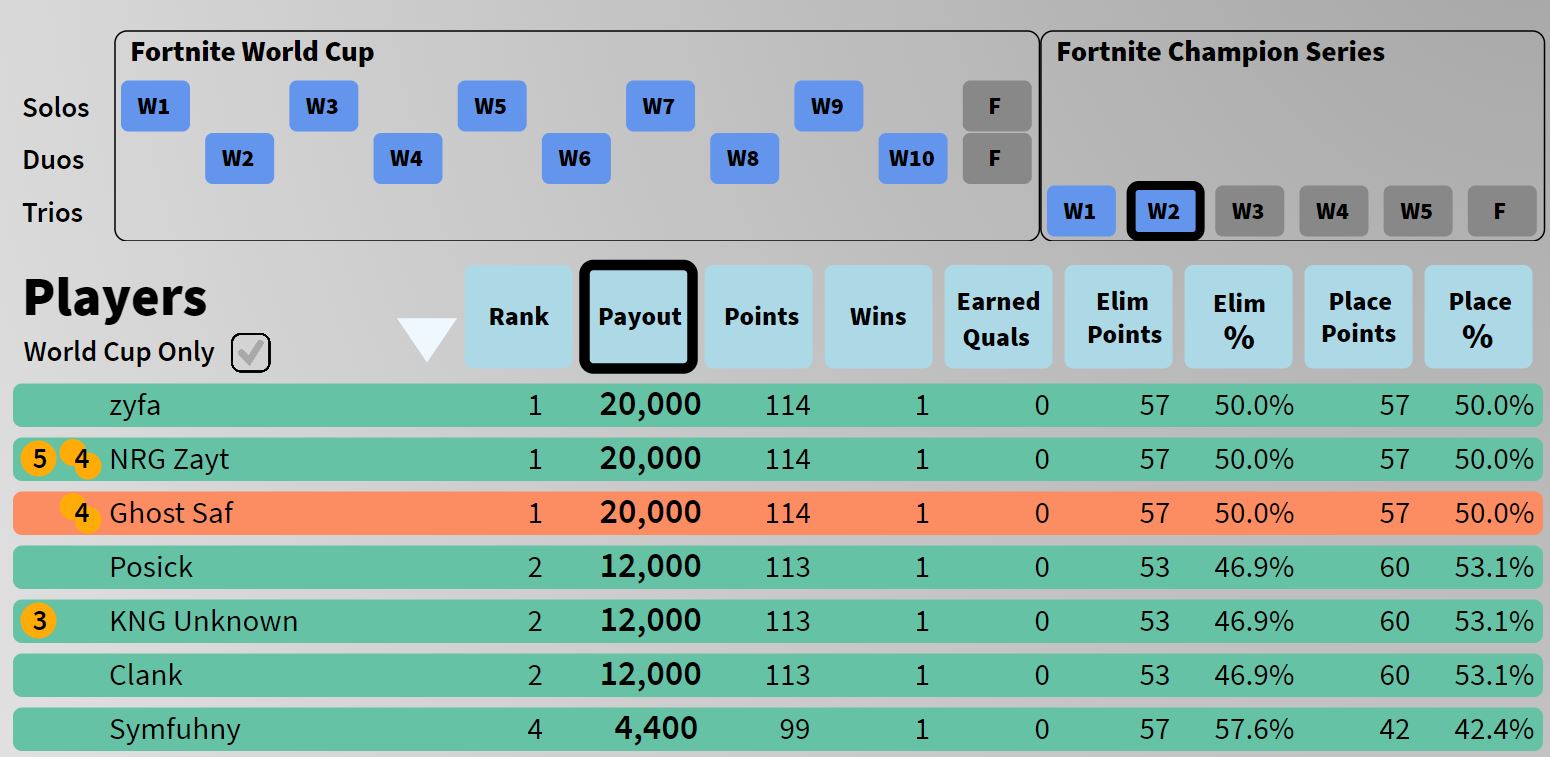 Fortnite World Cup
Fortnite Champion Series
Solos W1 W3 W5 W7 W9 F
Duos W2 W4 W6 W8 W10 F
Trios W1 W2 W3 W4 W5 F
Players
World Cup Only
Rank Payout Points Wins Earned Quals Elim Points Elim % Place Points Place %
zyfa 1 20,000 114 1 0 57 50.0% 57 50.0%
5 4 NRG Zayt 1 20,000 114 1 0 57 50.0% 57 50.0%
4 Ghost Saf 1 20,000 114 1 0 57 50.0% 57 50.0%
Posick 2 12,000 113 1 0 53 46.9% 60 53.1%
3 KNG Unknown 2 12,000 113 1 0 53 46.9% 60 53.1%
Clank 2 12,000 113 1 0 53 46.9% 60 53.1%
Symfuhny 4 4,400 99 1 0 57 57.6% 42 42.4%